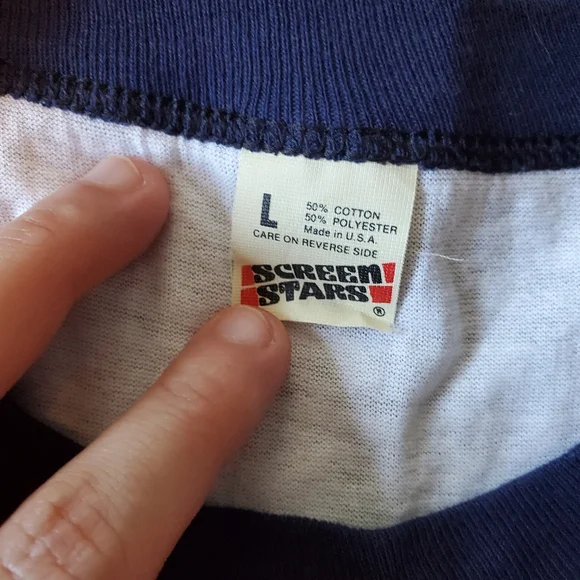 L
50% COTTON
50% POLYESTER
Made in U.S.A.
CARE ON REVERSE SIDE
SCREEN
STARS
®